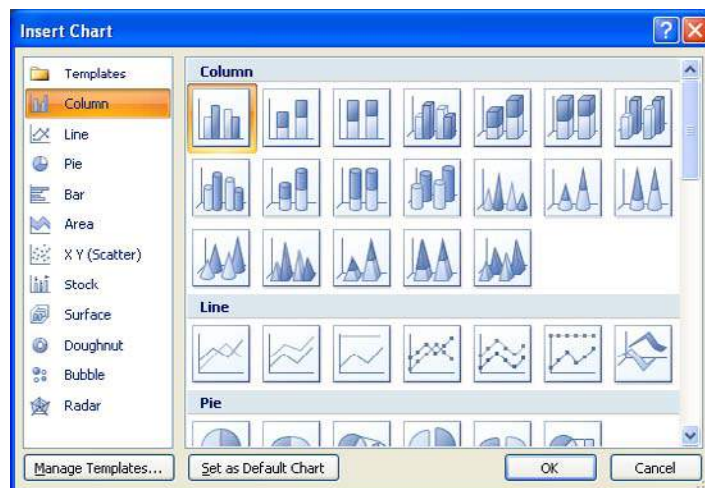 Insert Chart
Templates
Column
Line
Pie
Bar
Area
X Y (Scatter)
Stock
Surface
Doughnut
Bubble
Radar
Column
Line
Pie
Manage Templates...
Set as Default Chart
OK
Cancel